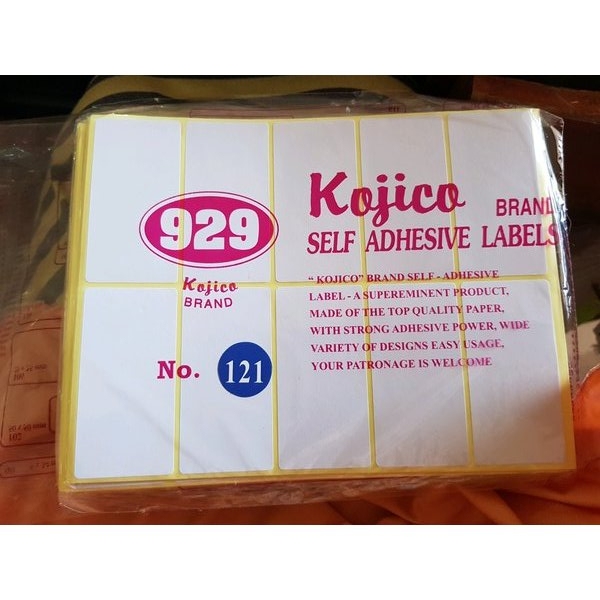 929
Kojico
BRAND
No. 121
Kojico BRAND
SELF ADHESIVE LABELS
" KOJICO" BRAND SELF - ADHESIVE
LABEL - A SUPEREMINENT PRODUCT,
MADE OF THE TOP QUALITY PAPER,
WITH STRONG ADHESIVE POWER, WIDE
VARIETY OF DESIGNS EASY USAGE,
YOUR PATRONAGE IS WELCOME